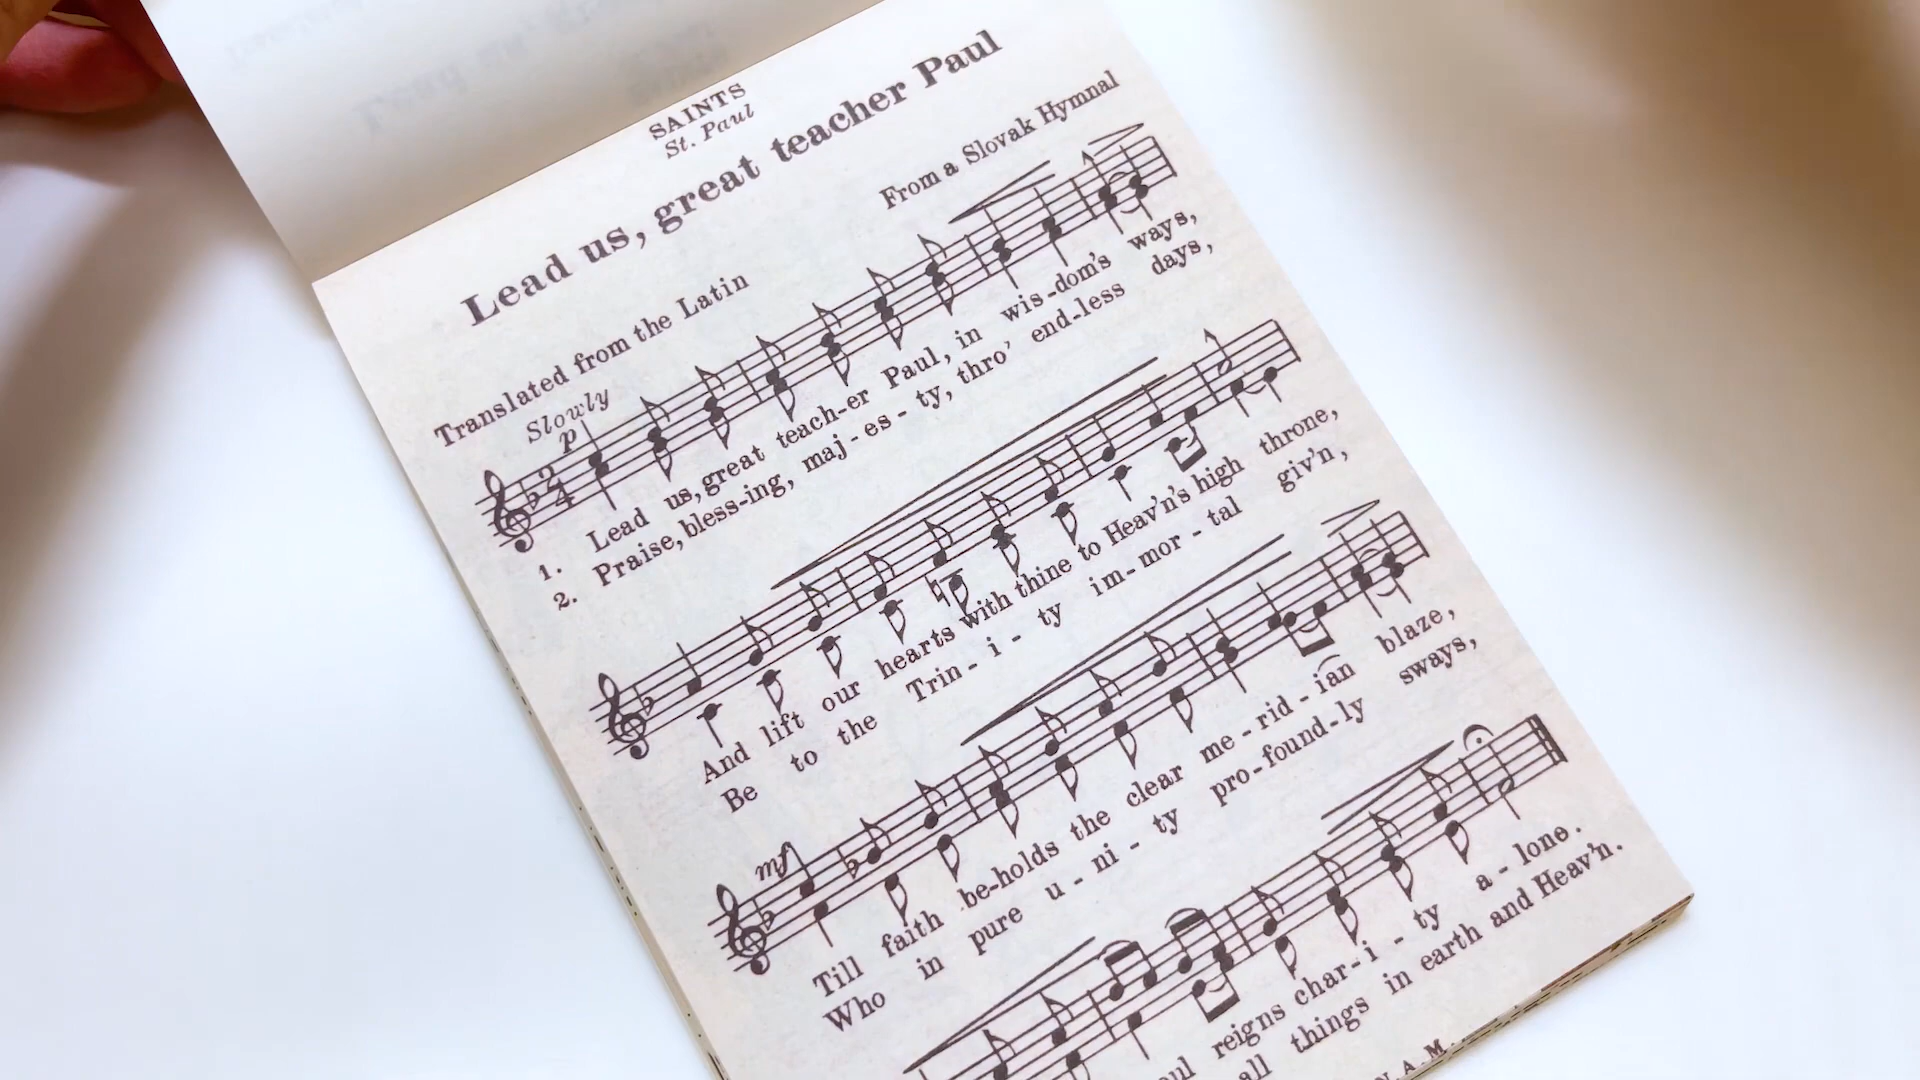 SAINTS
St. Paul
Lead us, great teacher Paul
From a Slovak Hymnal
Translated from the Latin
Slowly
p
2
4
1. Lead us, great teach-er Paul, in wis-dom's ways,
2. Praise, bless-ing, maj-es-ty, thro' end-less days,
And lift our hearts with thine to Heav'n's high throne,
Be to the Trin-i-ty im-mor-tal giv'n,
mf
Till faith be-holds the clear me-rid-ian blaze,
Who in pure u-ni-ty pro-found-ly sways,
reigns char-i-ty a-lone.
all things in earth and Heav'n.